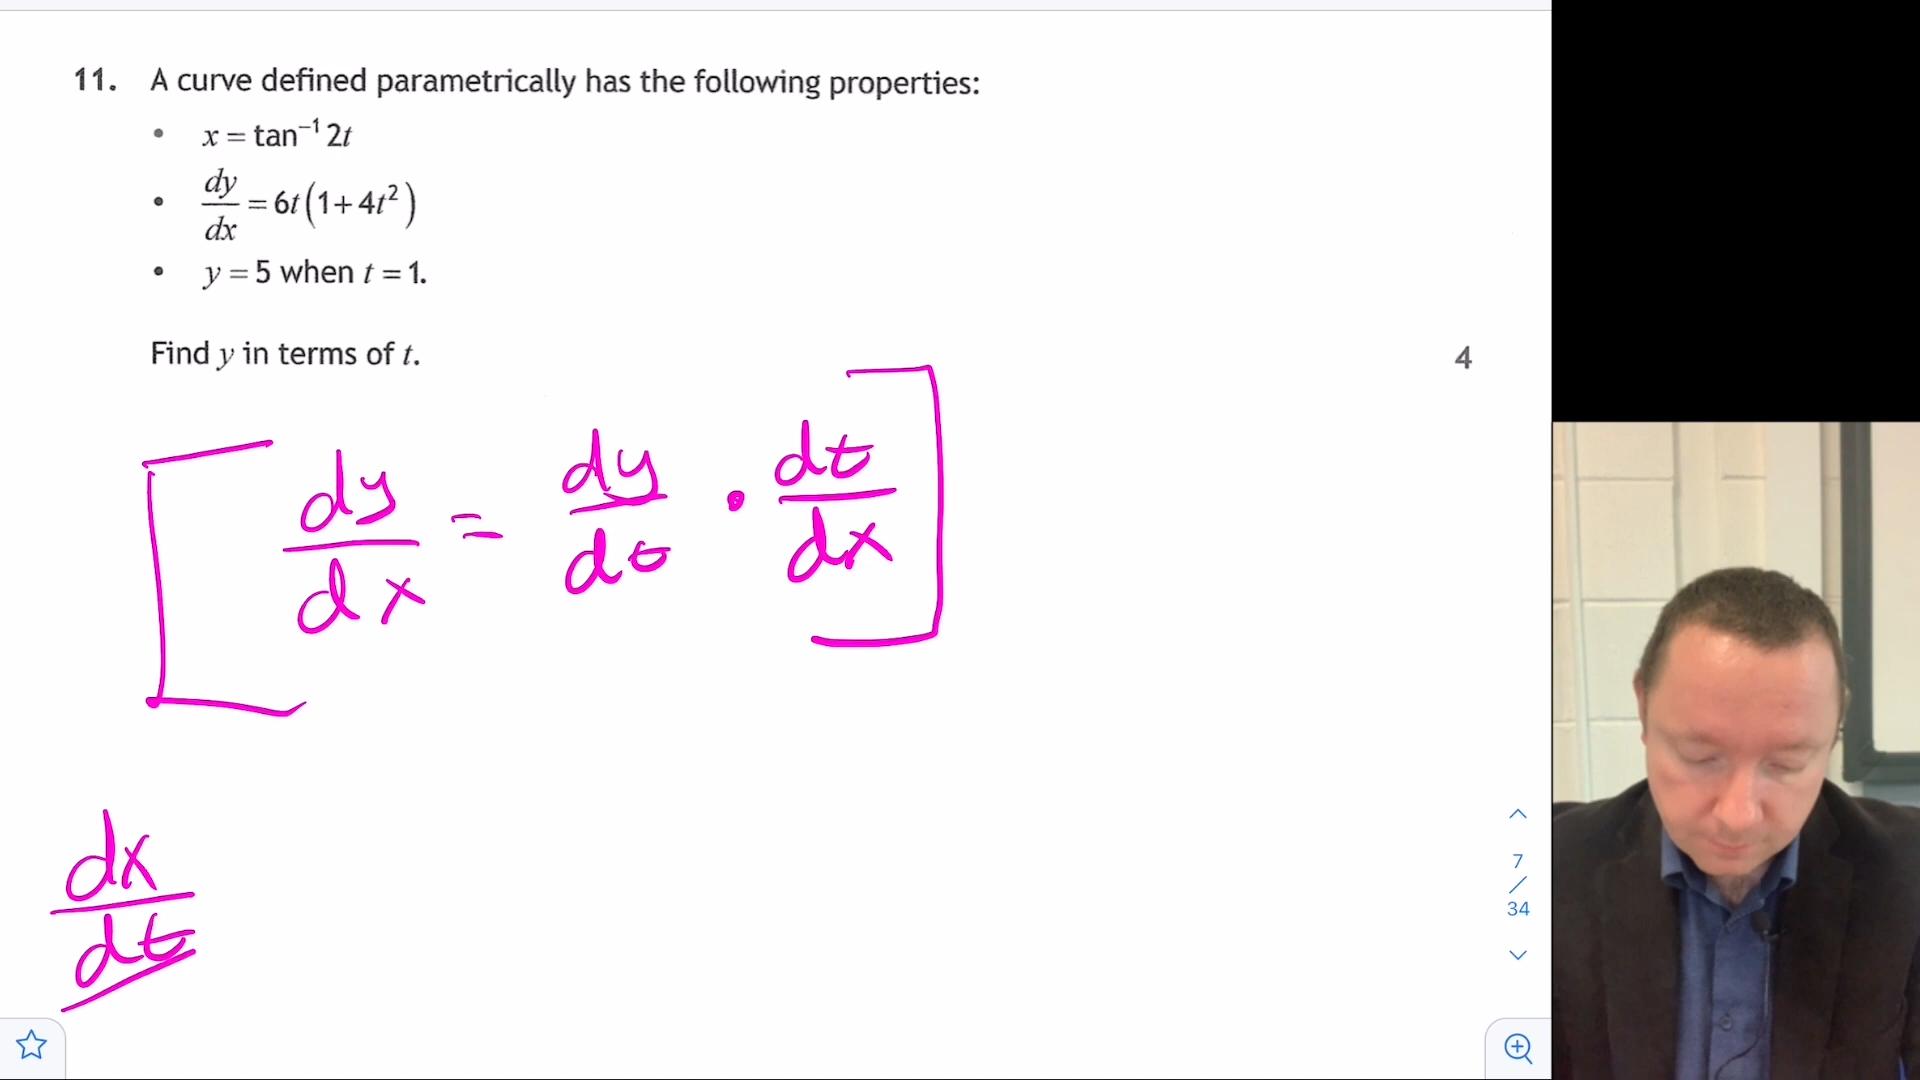 11. A curve defined parametrically has the following properties:
• x = tan⁻¹ 2t
• dy/dx = 6t(1+4t²)
• y = 5 when t = 1.
Find y in terms of t.
4
[ dy/dx = dy/dt · dt/dx ]
dx/dt
7
/
34